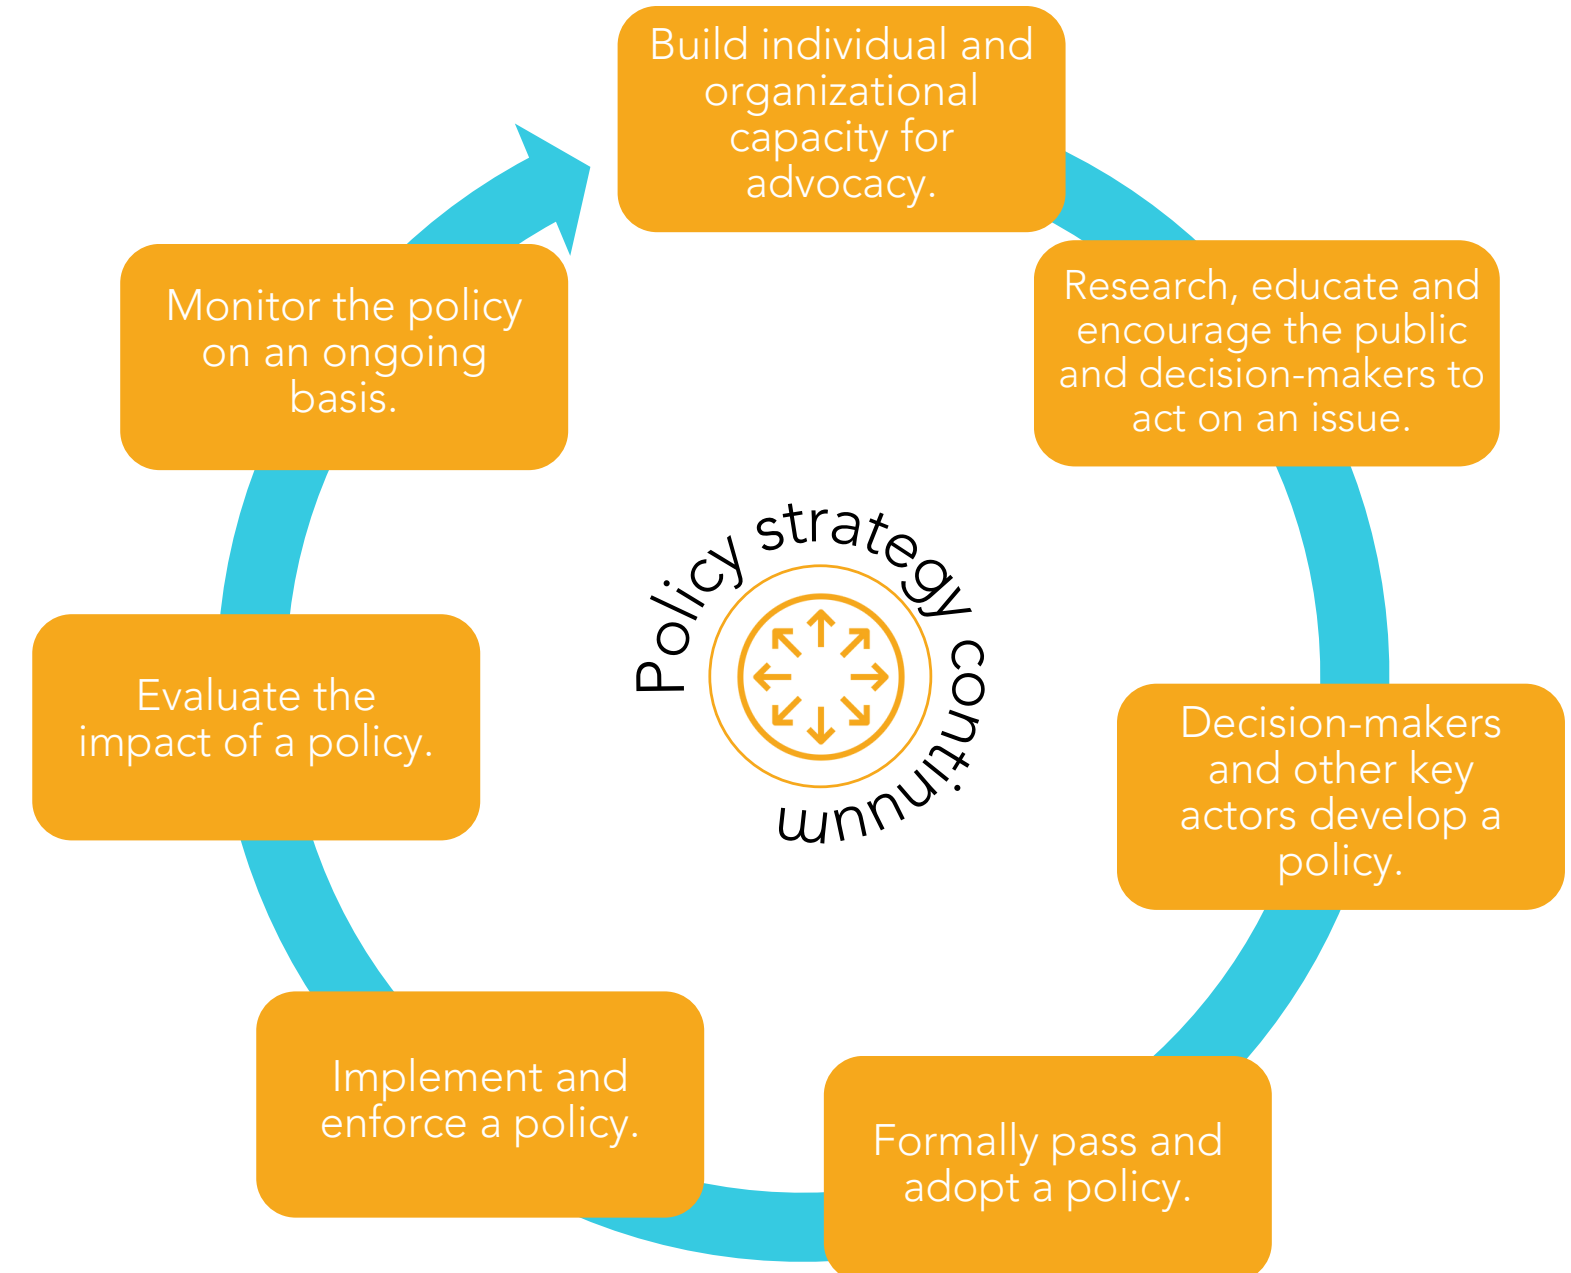 Build individual and
organizational
capacity for
advocacy.
Research, educate and
encourage the public
and decision-makers to
act on an issue.
Decision-makers
and other key
actors develop a
policy.
Formally pass and
adopt a policy.
Implement and
enforce a policy.
Evaluate the
impact of a policy.
Monitor the policy
on an ongoing
basis.
Policy strategy continuum